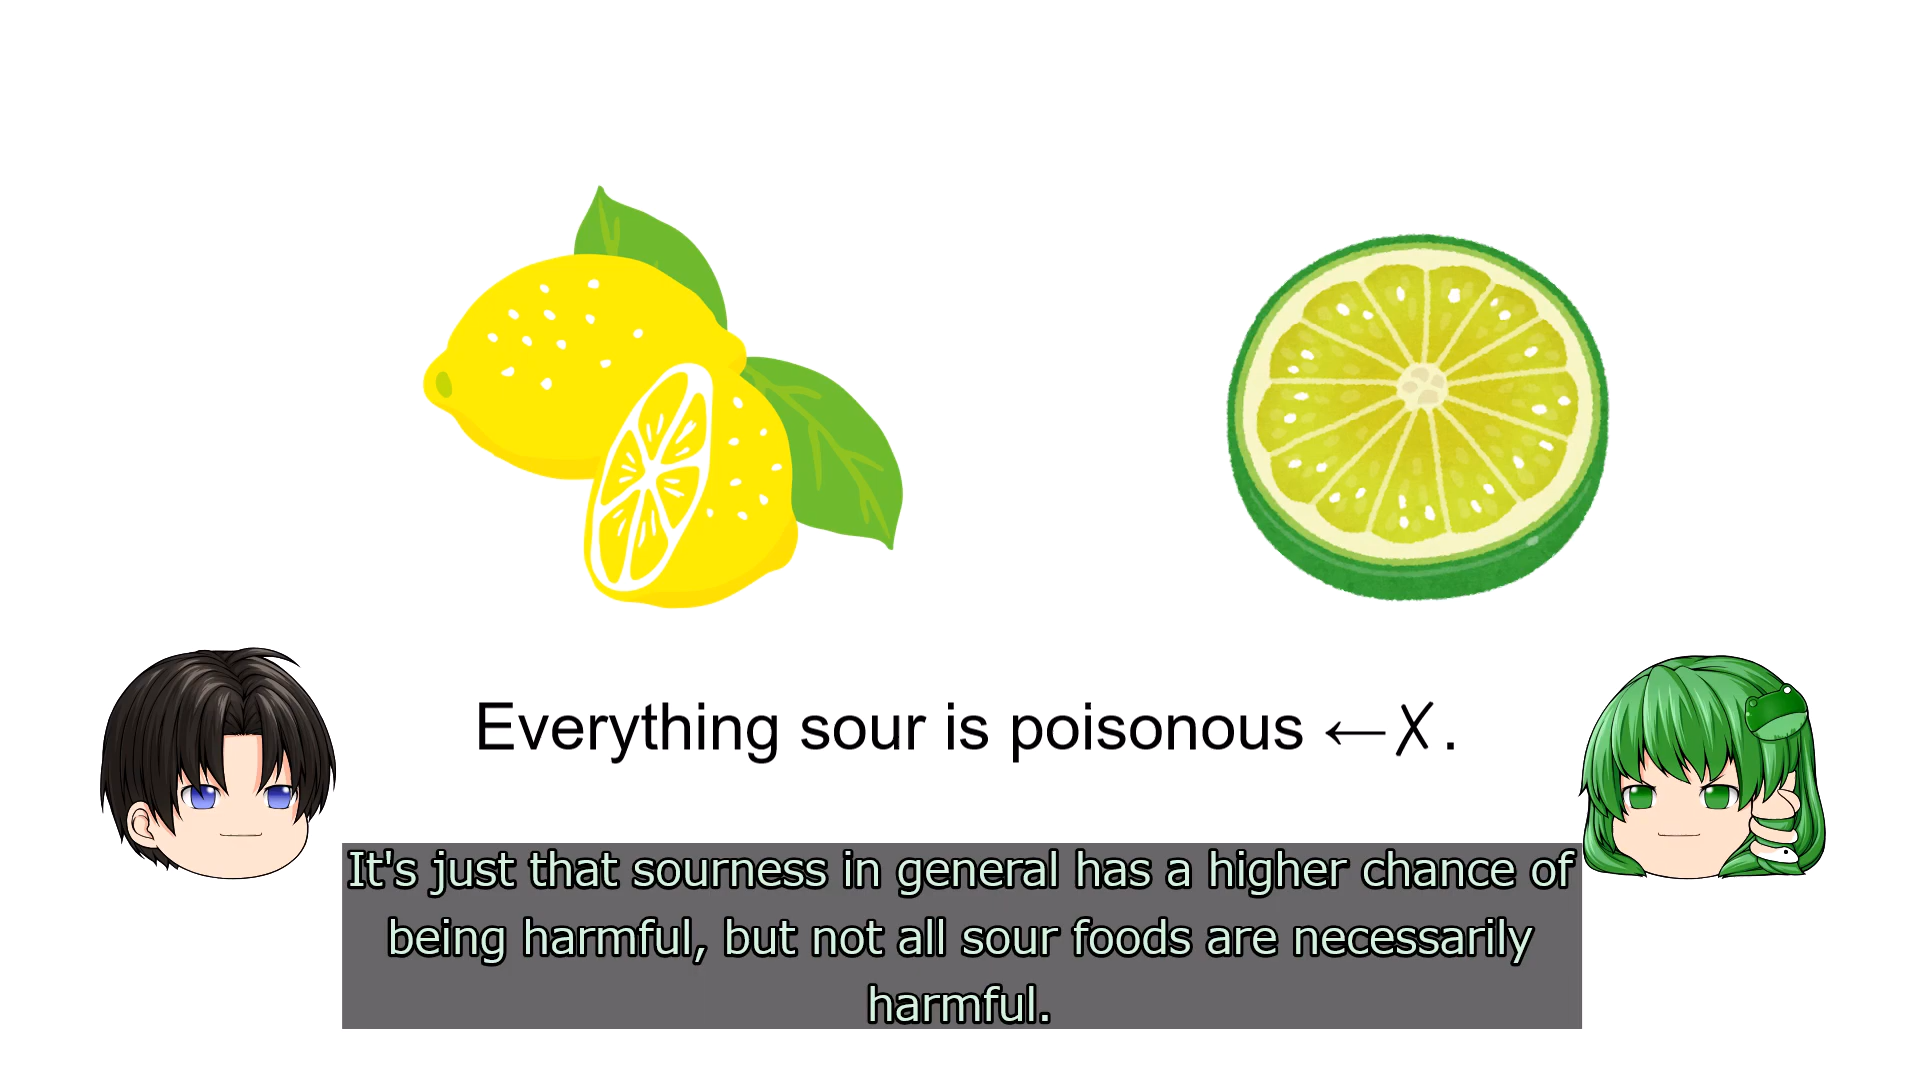 Everything sour is poisonous ←X.
It's just that sourness in general has a higher chance of
being harmful, but not all sour foods are necessarily
harmful.